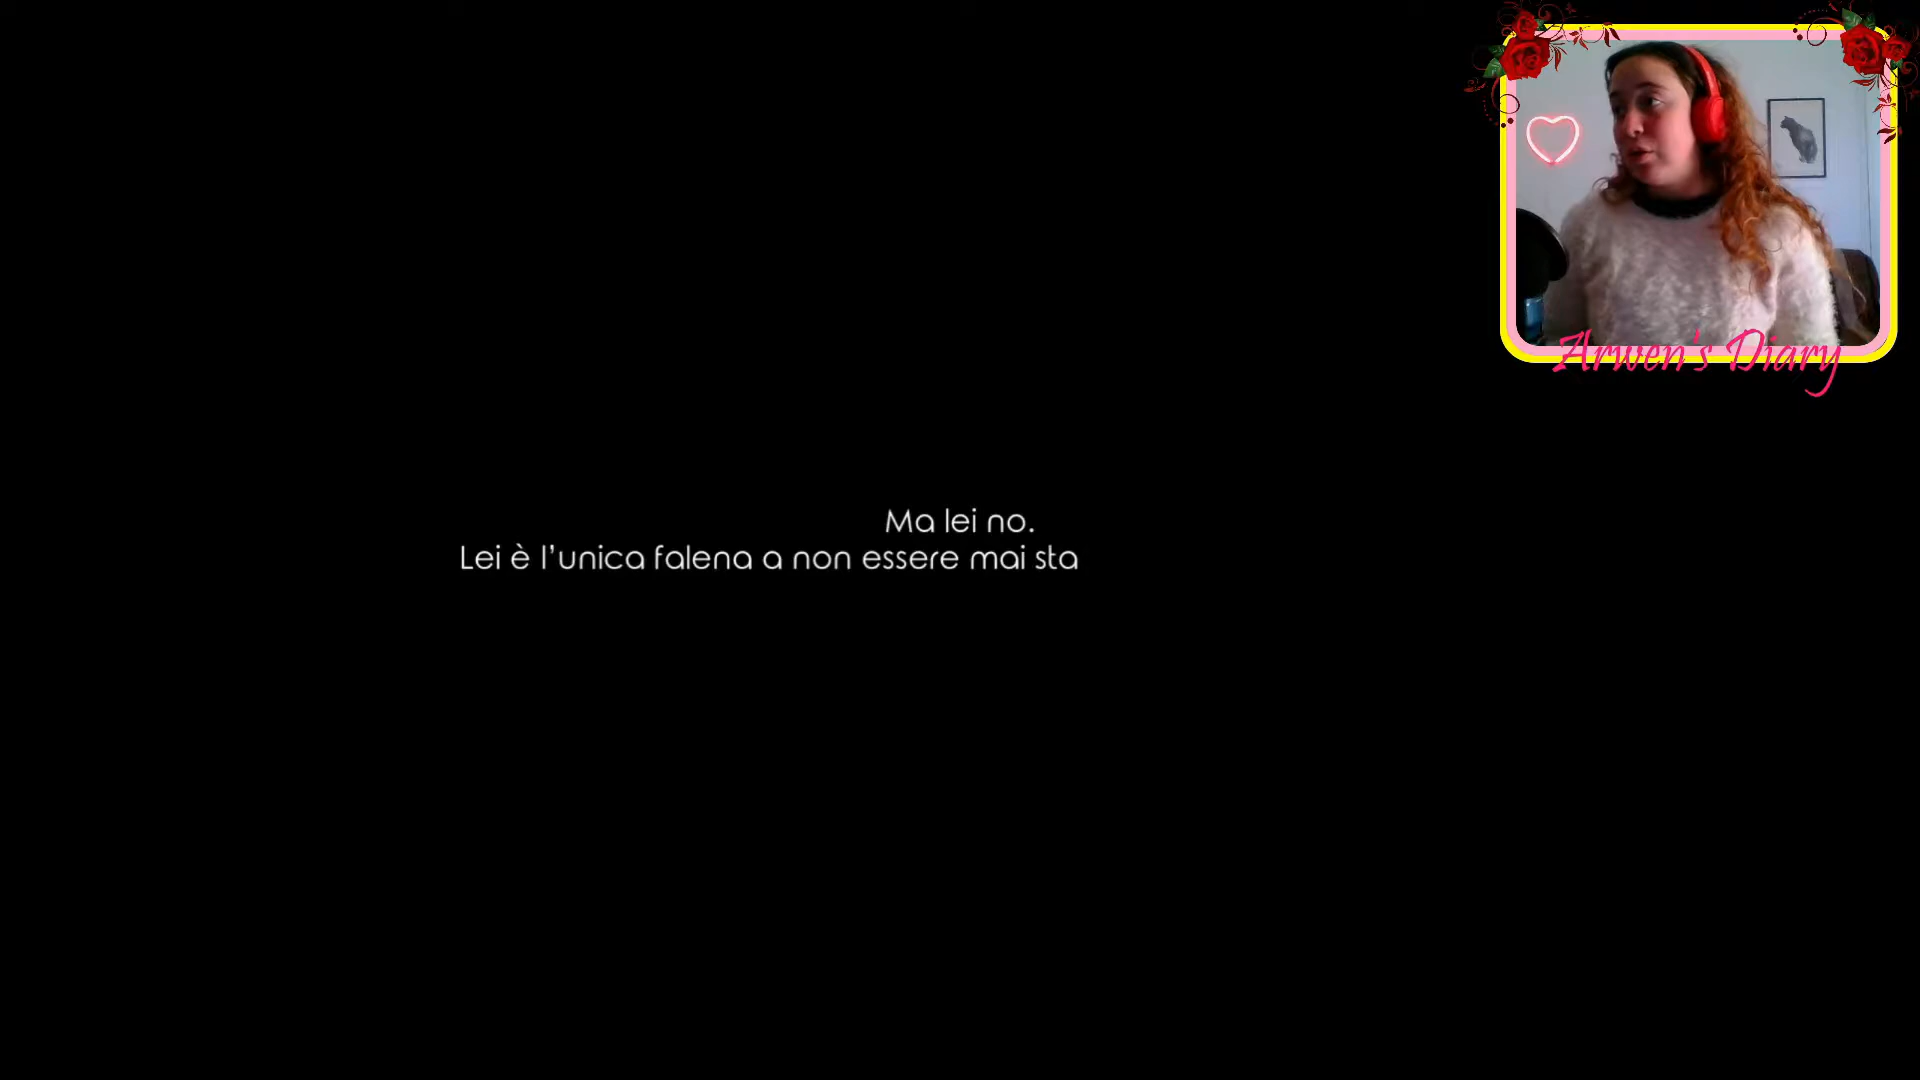 Ma lei no.
Lei è l’unica falena a non essere mai sta
Arwen's Diary